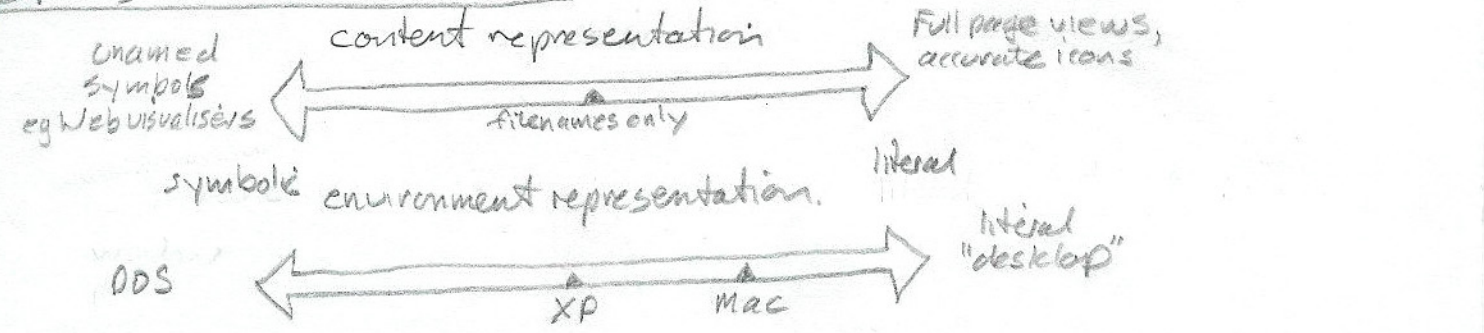 content representation
unamed
symbols
eg Web visualisers
Full page views,
accurate icons
filenames only
symbolic
literal
environment representation.
DOS
literal
"desktop"
XP
Mac